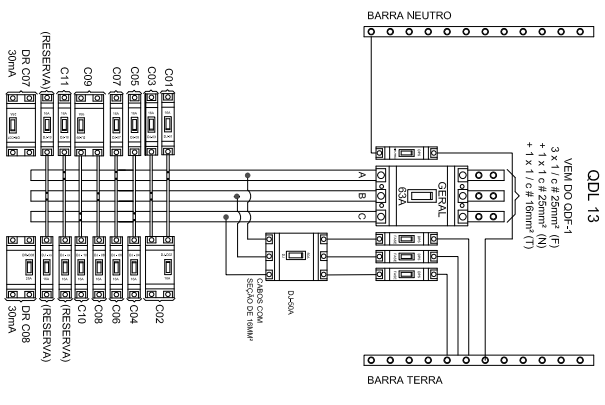 BARRA NEUTRO
QDL 13
VEM DO QDF-1
3 x 1 / c # 25mm² (F)
+ 1 x 1 / c # 25mm² (N)
+ 1 x 1 / c # 16mm² (T)
DR C07
30mA
(RESERVA)
C11
C09
C07
C05
C03
C01
A
B
C
GERAL
63A
DJ-50A
CABOS COM
SEÇÃO DE 16MM²
DR C08
30mA
(RESERVA)
(RESERVA)
C10
C08
C06
C04
C02
BARRA TERRA